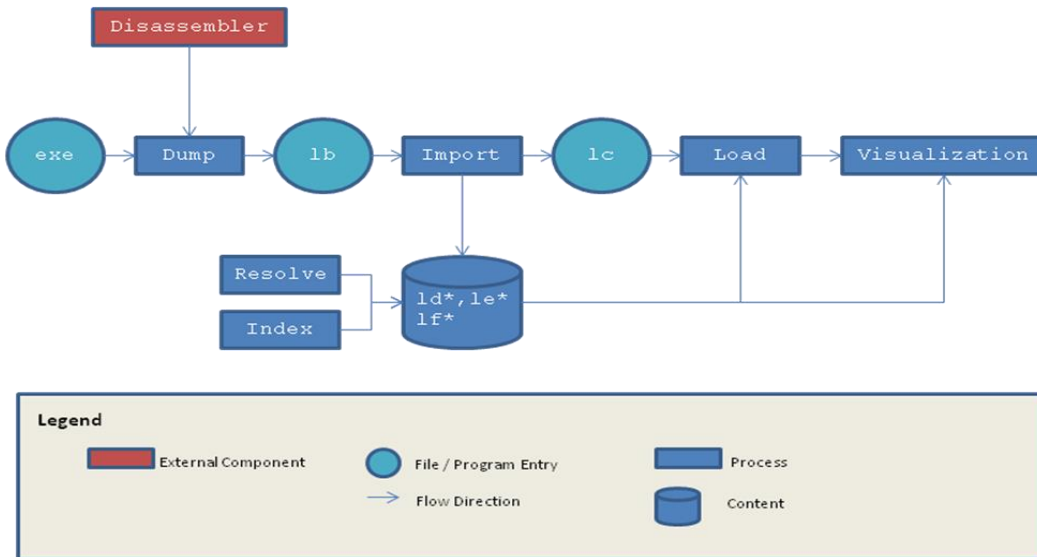 Disassembler
exe
Dump
lb
Import
lc
Load
Visualization
Resolve
Index
ld*,le*
lf*
Legend
External Component
File / Program Entry
Process
Flow Direction
Content